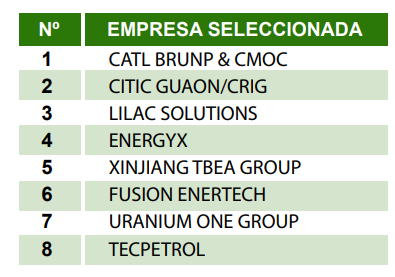 Nº EMPRESA SELECCIONADA
1 CATL BRUNP & CMOC
2 CITIC GUAON/CRIG
3 LILAC SOLUTIONS
4 ENERGYX
5 XINJIANG TBEA GROUP
6 FUSION ENERTECH
7 URANIUM ONE GROUP
8 TECPETROL